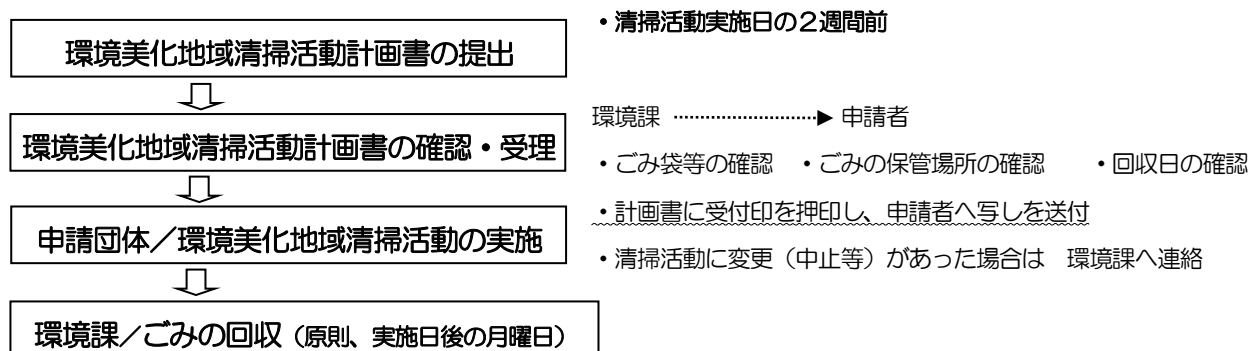 ・清掃活動実施日の２週間前
環境美化地域清掃活動計画書の提出
環境課 ……………………▶ 申請者
環境美化地域清掃活動計画書の確認・受理
・ごみ袋等の確認　・ごみの保管場所の確認　　・回収日の確認
・計画書に受付印を押印し、申請者へ写しを送付
申請団体／環境美化地域清掃活動の実施
・清掃活動に変更（中止等）があった場合は　環境課へ連絡
環境課／ごみの回収（原則、実施日後の月曜日）